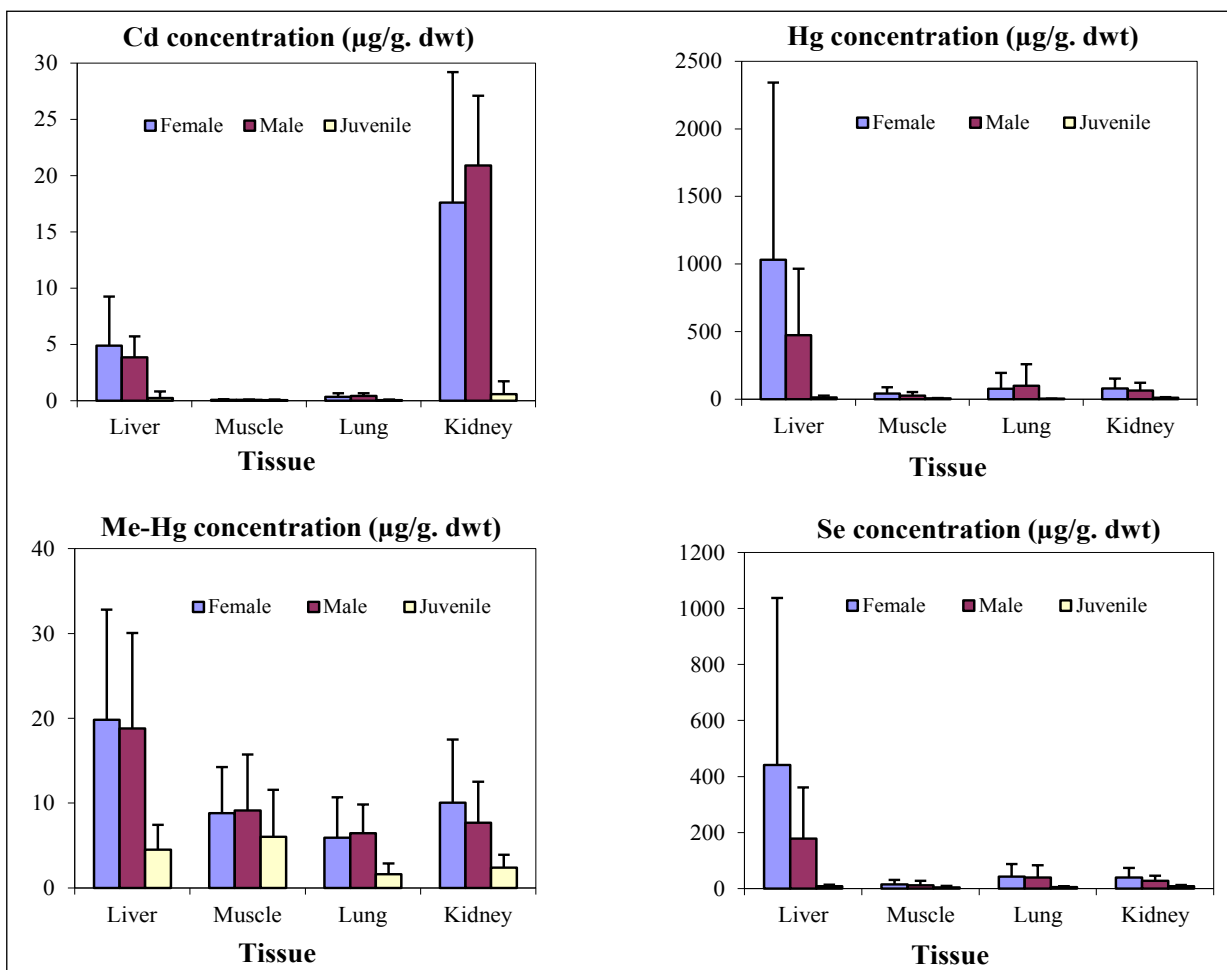 Cd concentration (µg/g. dwt)
30
25
20
15
10
5
0
Female Male Juvenile
Liver Muscle Lung Kidney
Tissue
Hg concentration (µg/g. dwt)
2500
2000
1500
1000
500
0
Female Male Juvenile
Liver Muscle Lung Kidney
Tissue
Me-Hg concentration (µg/g. dwt)
40
30
20
10
0
Female Male Juvenile
Liver Muscle Lung Kidney
Tissue
Se concentration (µg/g. dwt)
1200
1000
800
600
400
200
0
Female Male Juvenile
Liver Muscle Lung Kidney
Tissue